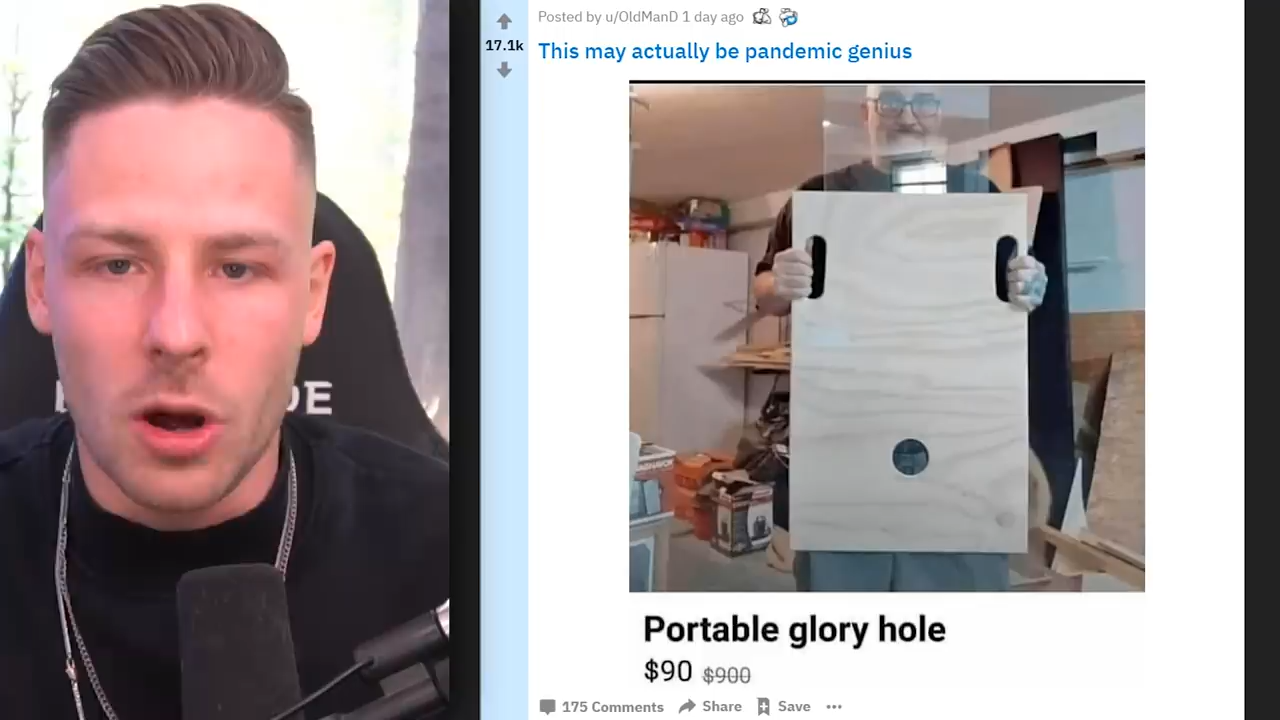 Posted by u/OldManD 1 day ago
17.1k
This may actually be pandemic genius
Portable glory hole
$90 $900
175 Comments Share Save